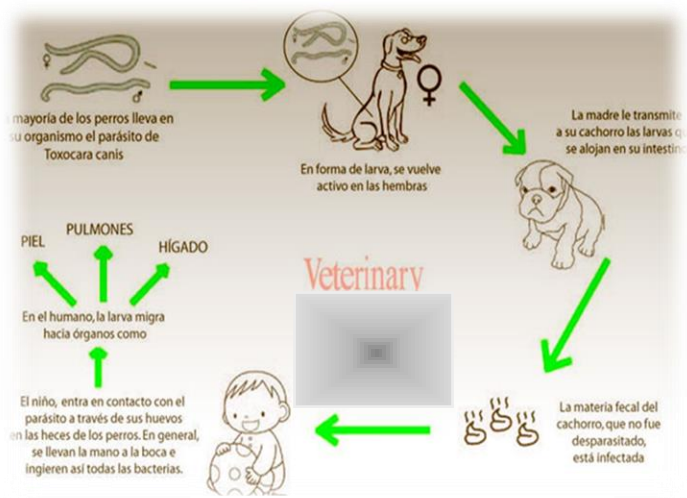 mayoría de los perros lleva en
su organismo el parásito de
Toxocara canis
En forma de larva, se vuelve
activo en las hembras
La madre le transmite
a su cachorro las larvas
se alojan en su intestino
PIEL
PULMONES
HÍGADO
En el humano, la larva migra
hacia órganos como
Veterinary
El niño, entra en contacto con el
parásito a través de sus huevos
en las heces de los perros. En general,
se llevan la mano a la boca e
ingieren así todas las bacterias.
La materia fecal del
cachorro, que no fue
desparasitado,
está infectada